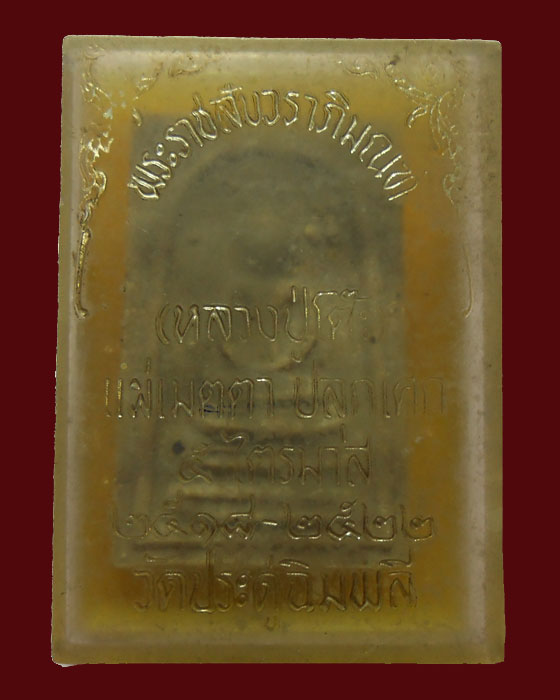 พระราชสังวราภิมณฑ์
(หลวงปู่โต๊ะ)
แผ่เมตตา ปลุกเศก
๔ ไตรมาส
๒๕๑๘-๒๕๒๒
วัดประดู่ฉิมพลี